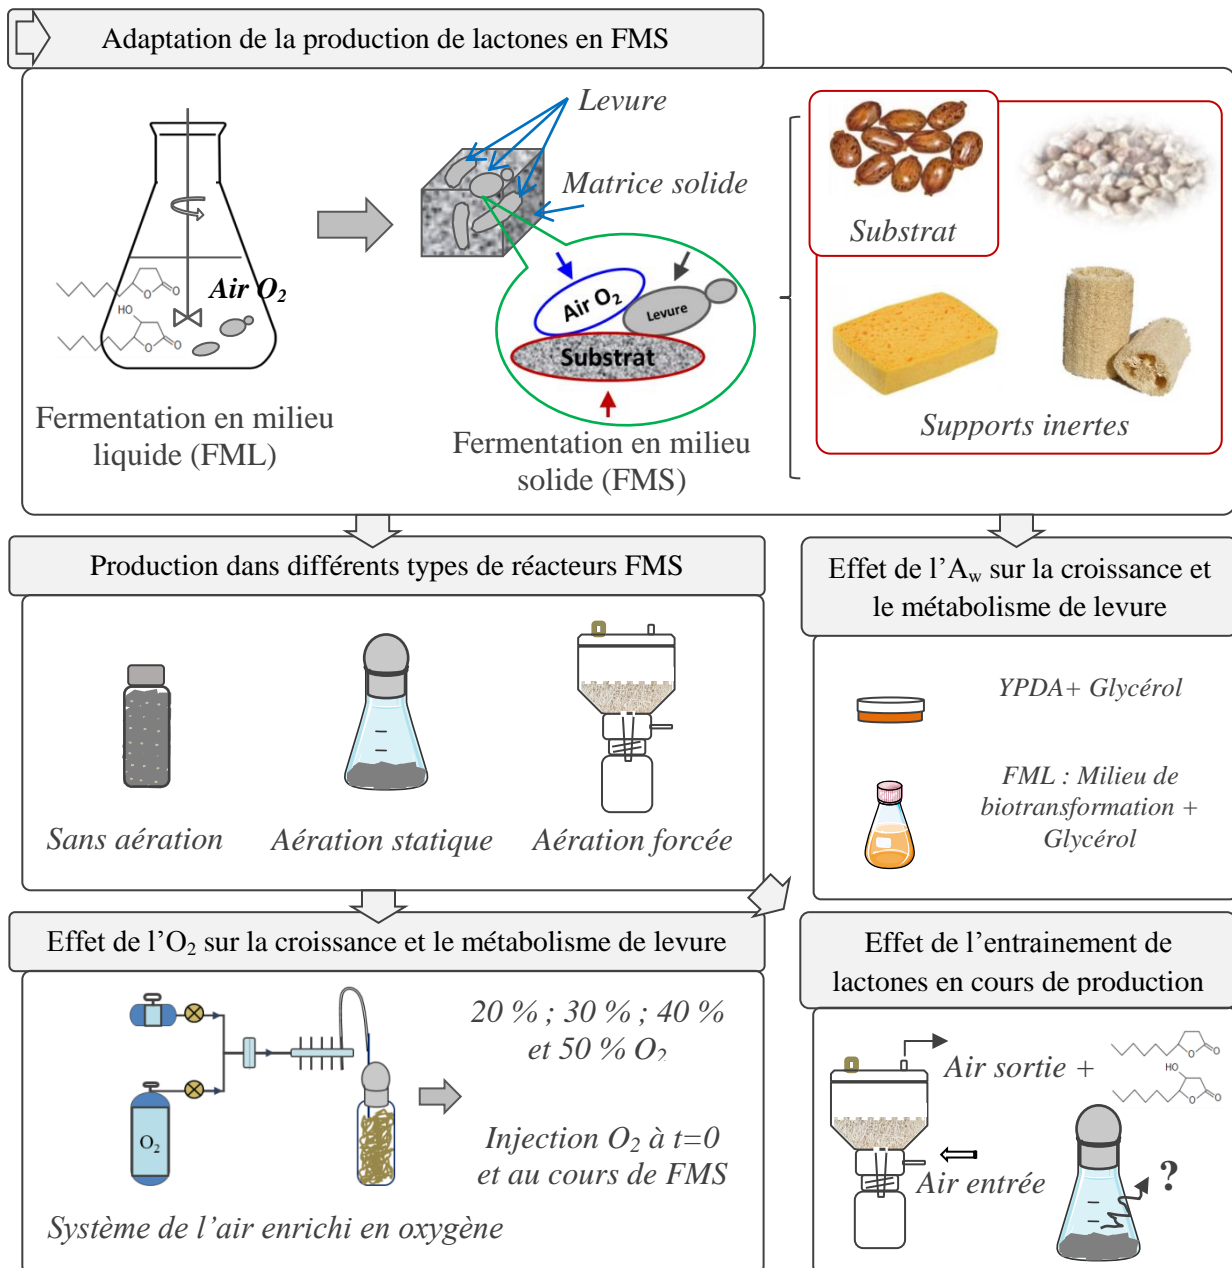 Adaptation de la production de lactones en FMS
Levure
Matrice solide
Substrat
HO
O
O
O
O
Air O₂
Air O₂
Levure
Substrat
Fermentation en milieu
liquide (FML)
Fermentation en milieu
solide (FMS)
Supports inertes
Production dans différents types de réacteurs FMS
Sans aération
Aération statique
Aération forcée
Effet de l’A_w sur la croissance et
le métabolisme de levure
YPDA+ Glycérol
FML : Milieu de
biotransformation +
Glycérol
Effet de l’O₂ sur la croissance et le métabolisme de levure
O₂
20 % ; 30 % ; 40 %
et 50 % O₂
Injection O₂ à t=0
et au cours de FMS
Système de l’air enrichi en oxygène
Effet de l’entrainement de
lactones en cours de production
Air sortie +
HO
O
O
O
O
Air entrée
?